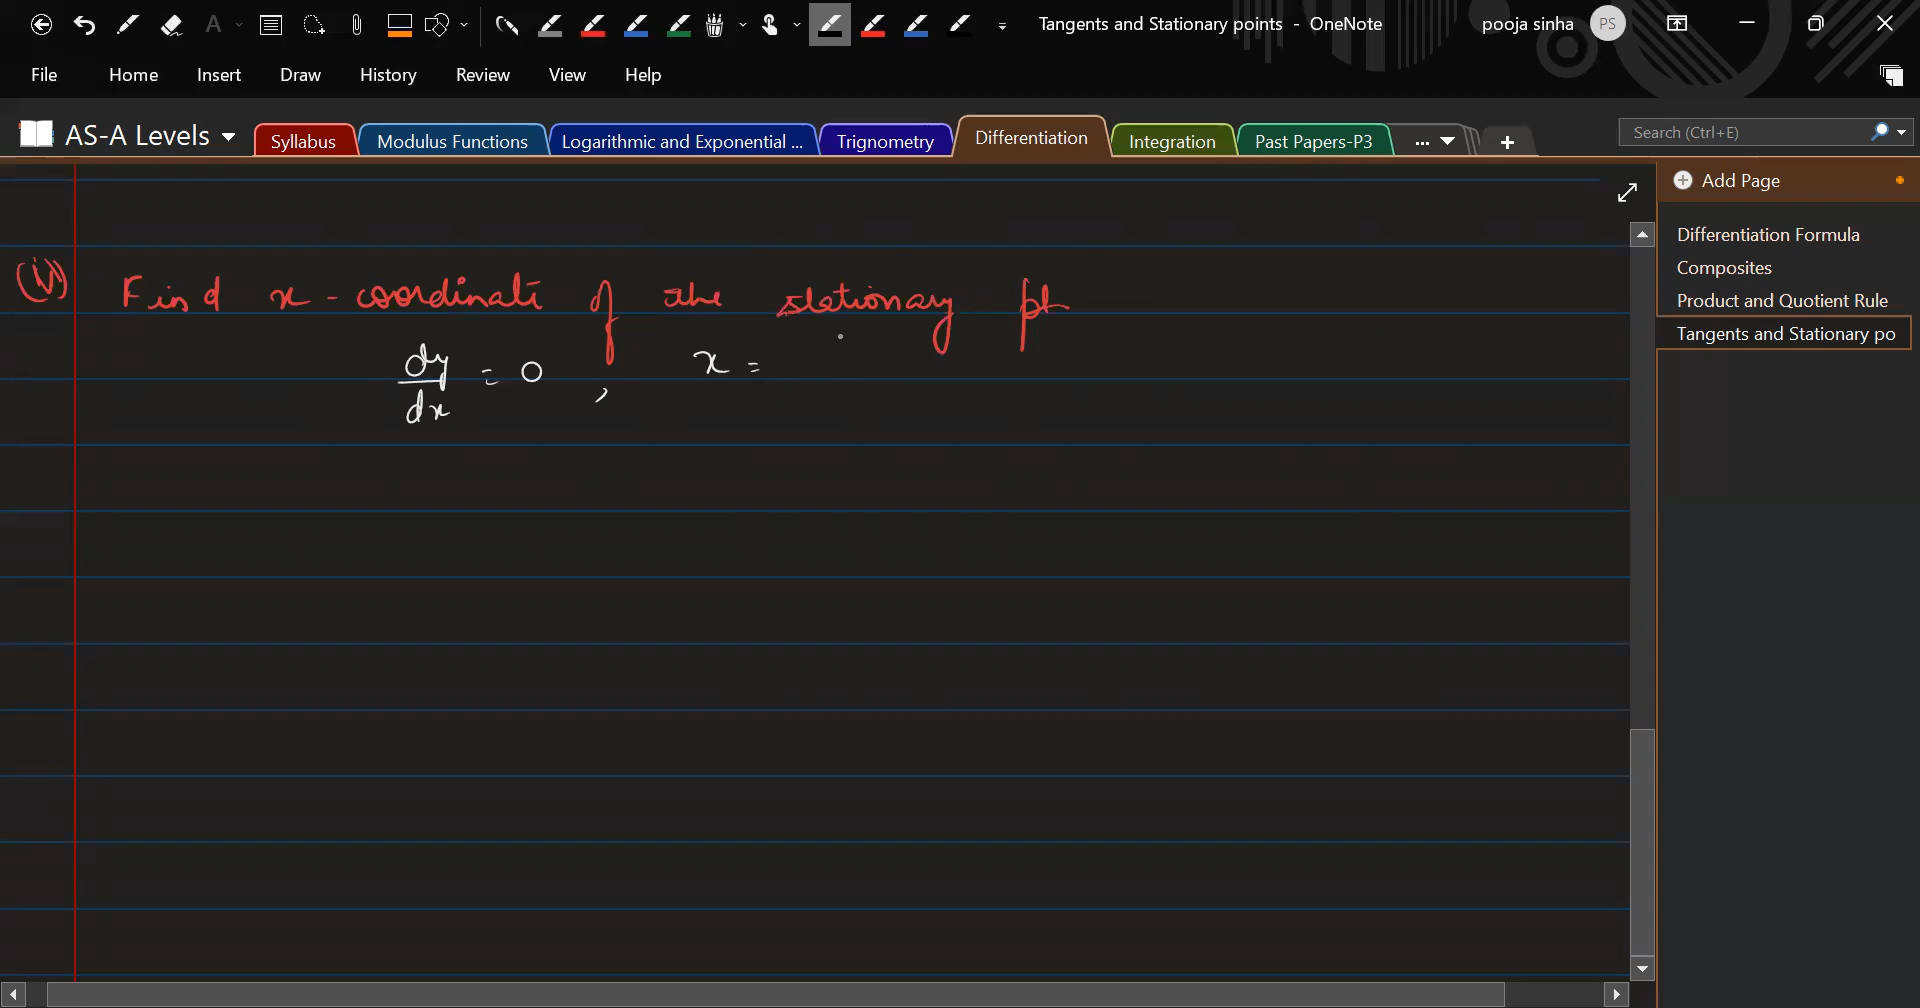 Tangents and Stationary points - OneNote
pooja sinha PS
File Home Insert Draw History Review View Help
AS-A Levels Syllabus Modulus Functions Logarithmic and Exponential ... Trignometry Differentiation Integration Past Papers-P3 ... + Search (Ctrl+E)
Add Page
Differentiation Formula
Composites
Product and Quotient Rule
Tangents and Stationary po
Find x-coordinate of the stationary pt
dy/dx = 0 , x =